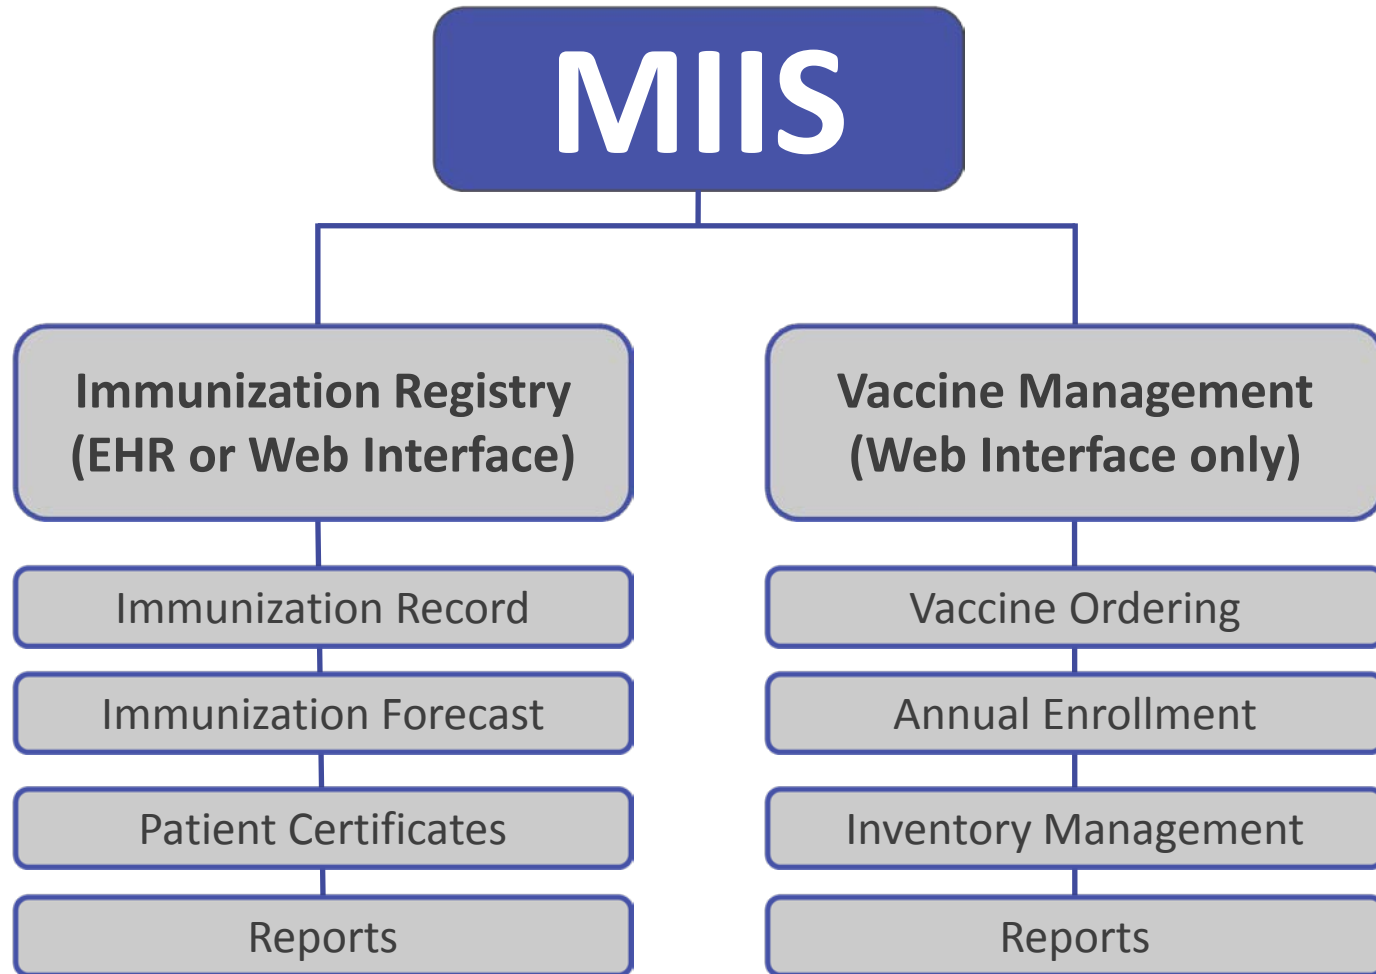 MIIS
Immunization Registry
(EHR or Web Interface)
Immunization Record
Immunization Forecast
Patient Certificates
Reports
Vaccine Management
(Web Interface only)
Vaccine Ordering
Annual Enrollment
Inventory Management
Reports